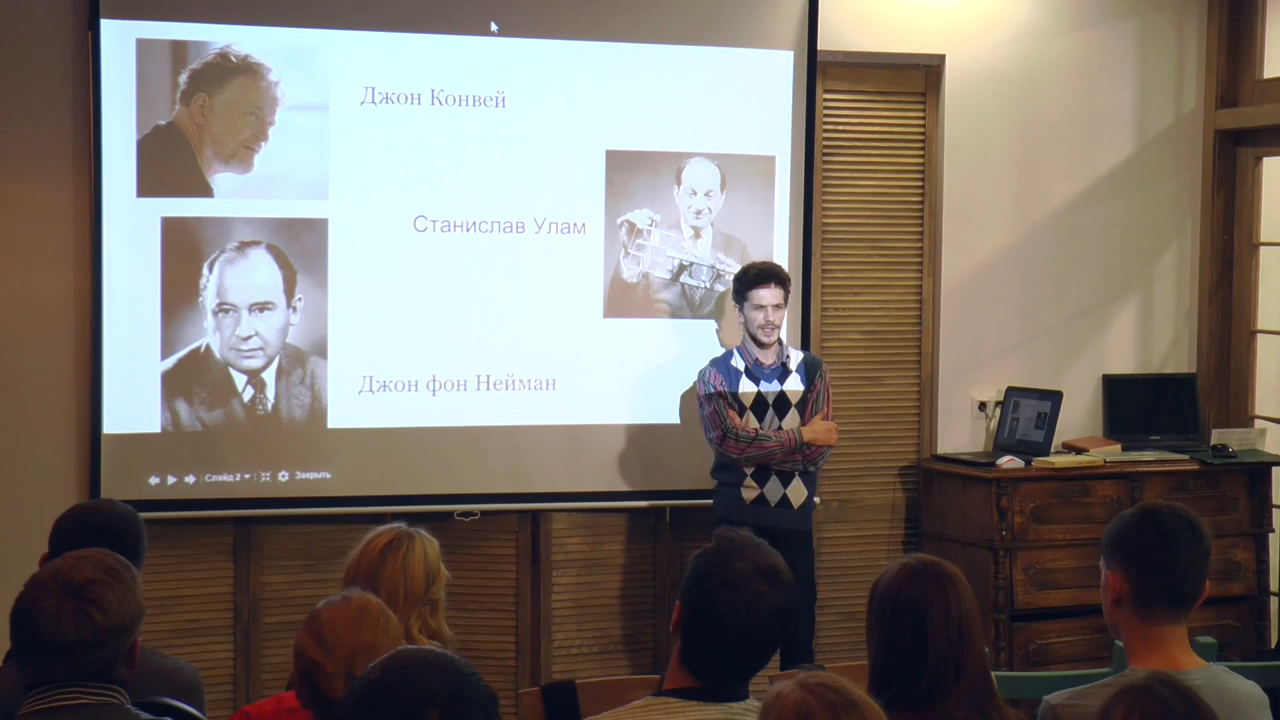 Джон Конвей
Станислав Улам
Джон фон Нейман
Слайд 2
Закрыть